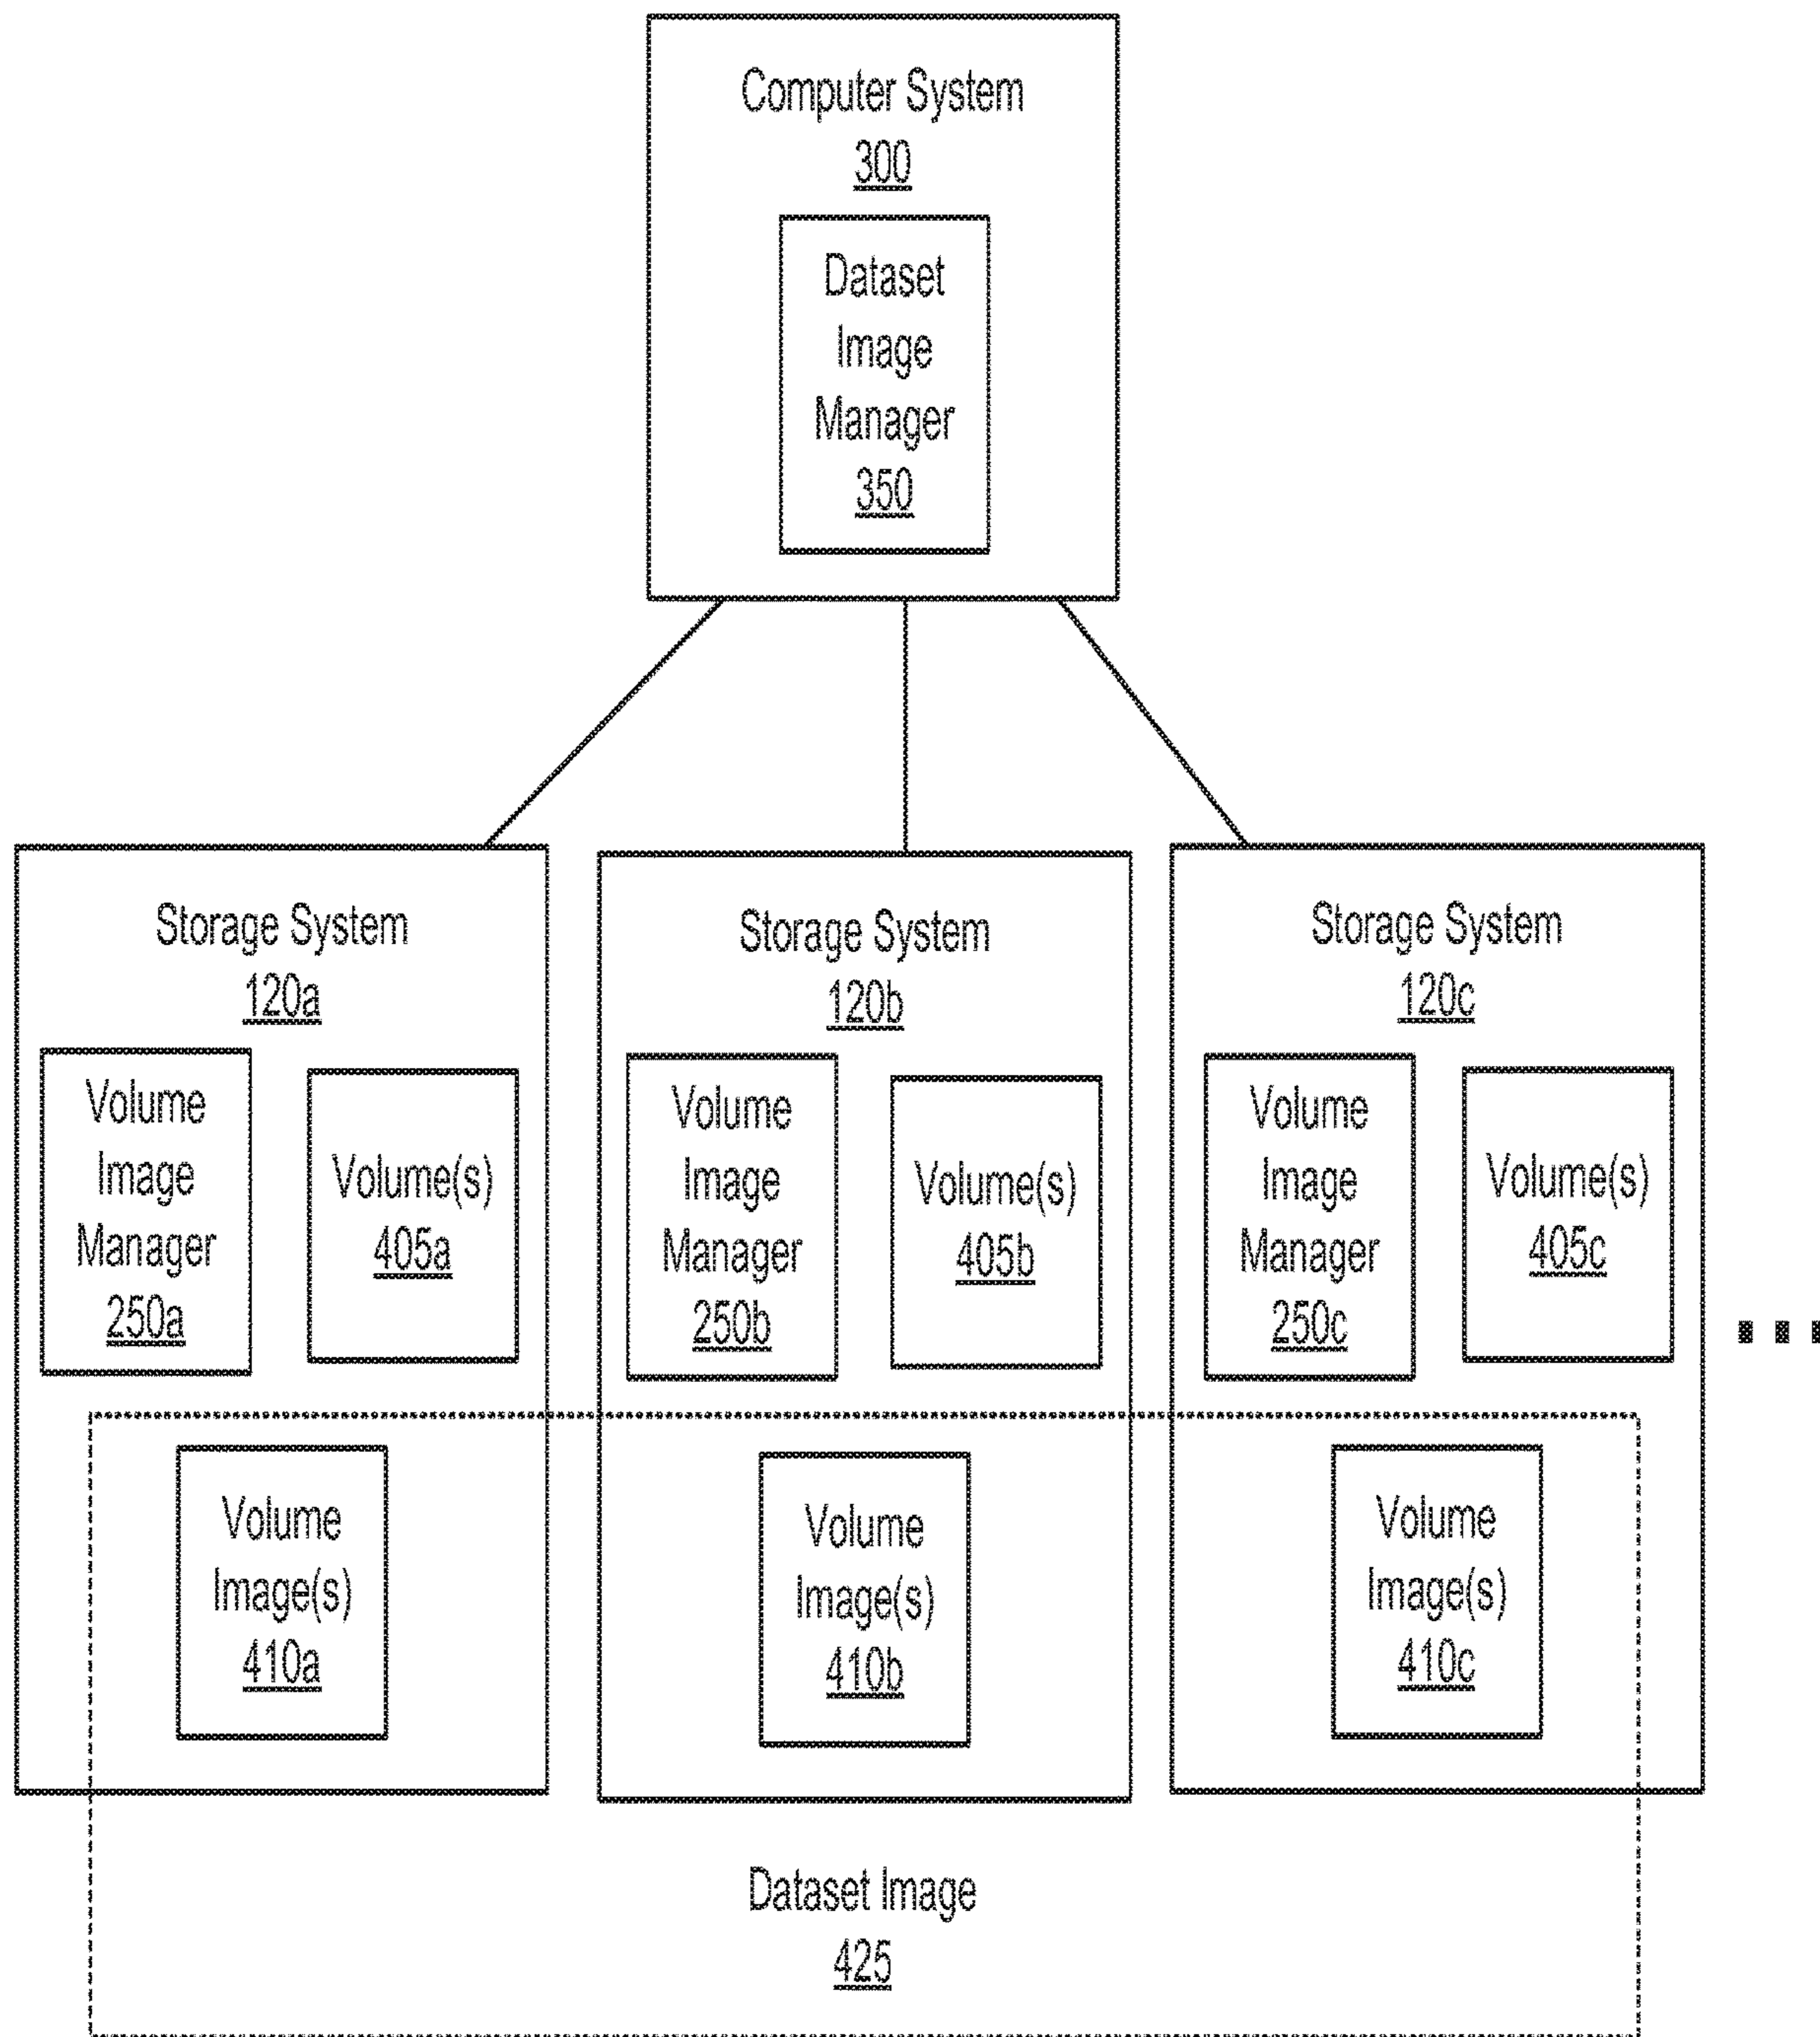 Computer System
300
Dataset
Image
Manager
350
Storage System
120a
Volume
Image
Manager
250a
Volume(s)
405a
Volume
Image(s)
410a
Storage System
120b
Volume
Image
Manager
250b
Volume(s)
405b
Volume
Image(s)
410b
Storage System
120c
Volume
Image
Manager
250c
Volume(s)
405c
Volume
Image(s)
410c
...
Dataset Image
425